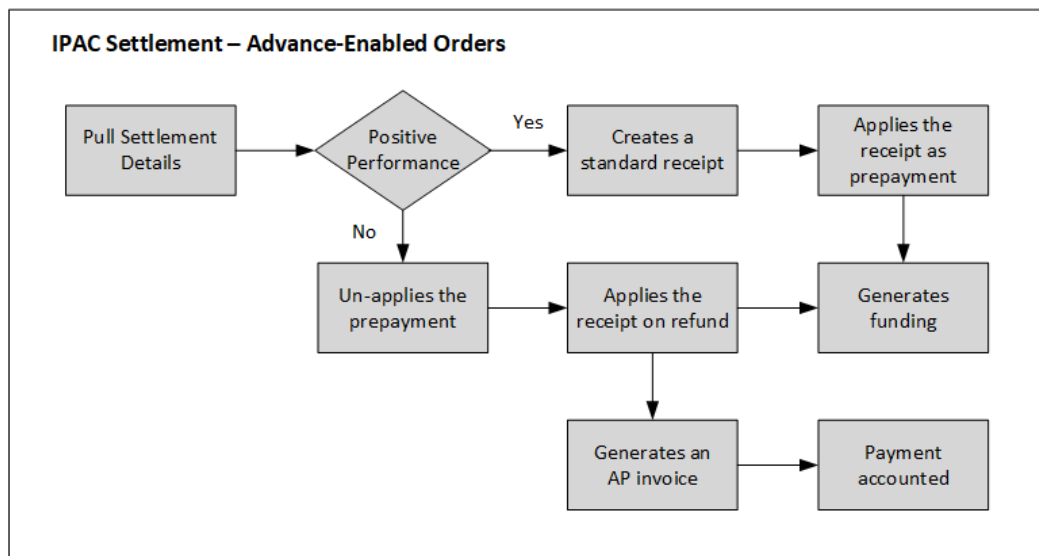 IPAC Settlement – Advance-Enabled Orders
Pull Settlement
Details
Positive
Performance
Yes
Creates a
standard receipt
Applies the
receipt as
prepayment
No
Un-applies the
prepayment
Applies the
receipt on refund
Generates
funding
Generates an
AP invoice
Payment
accounted